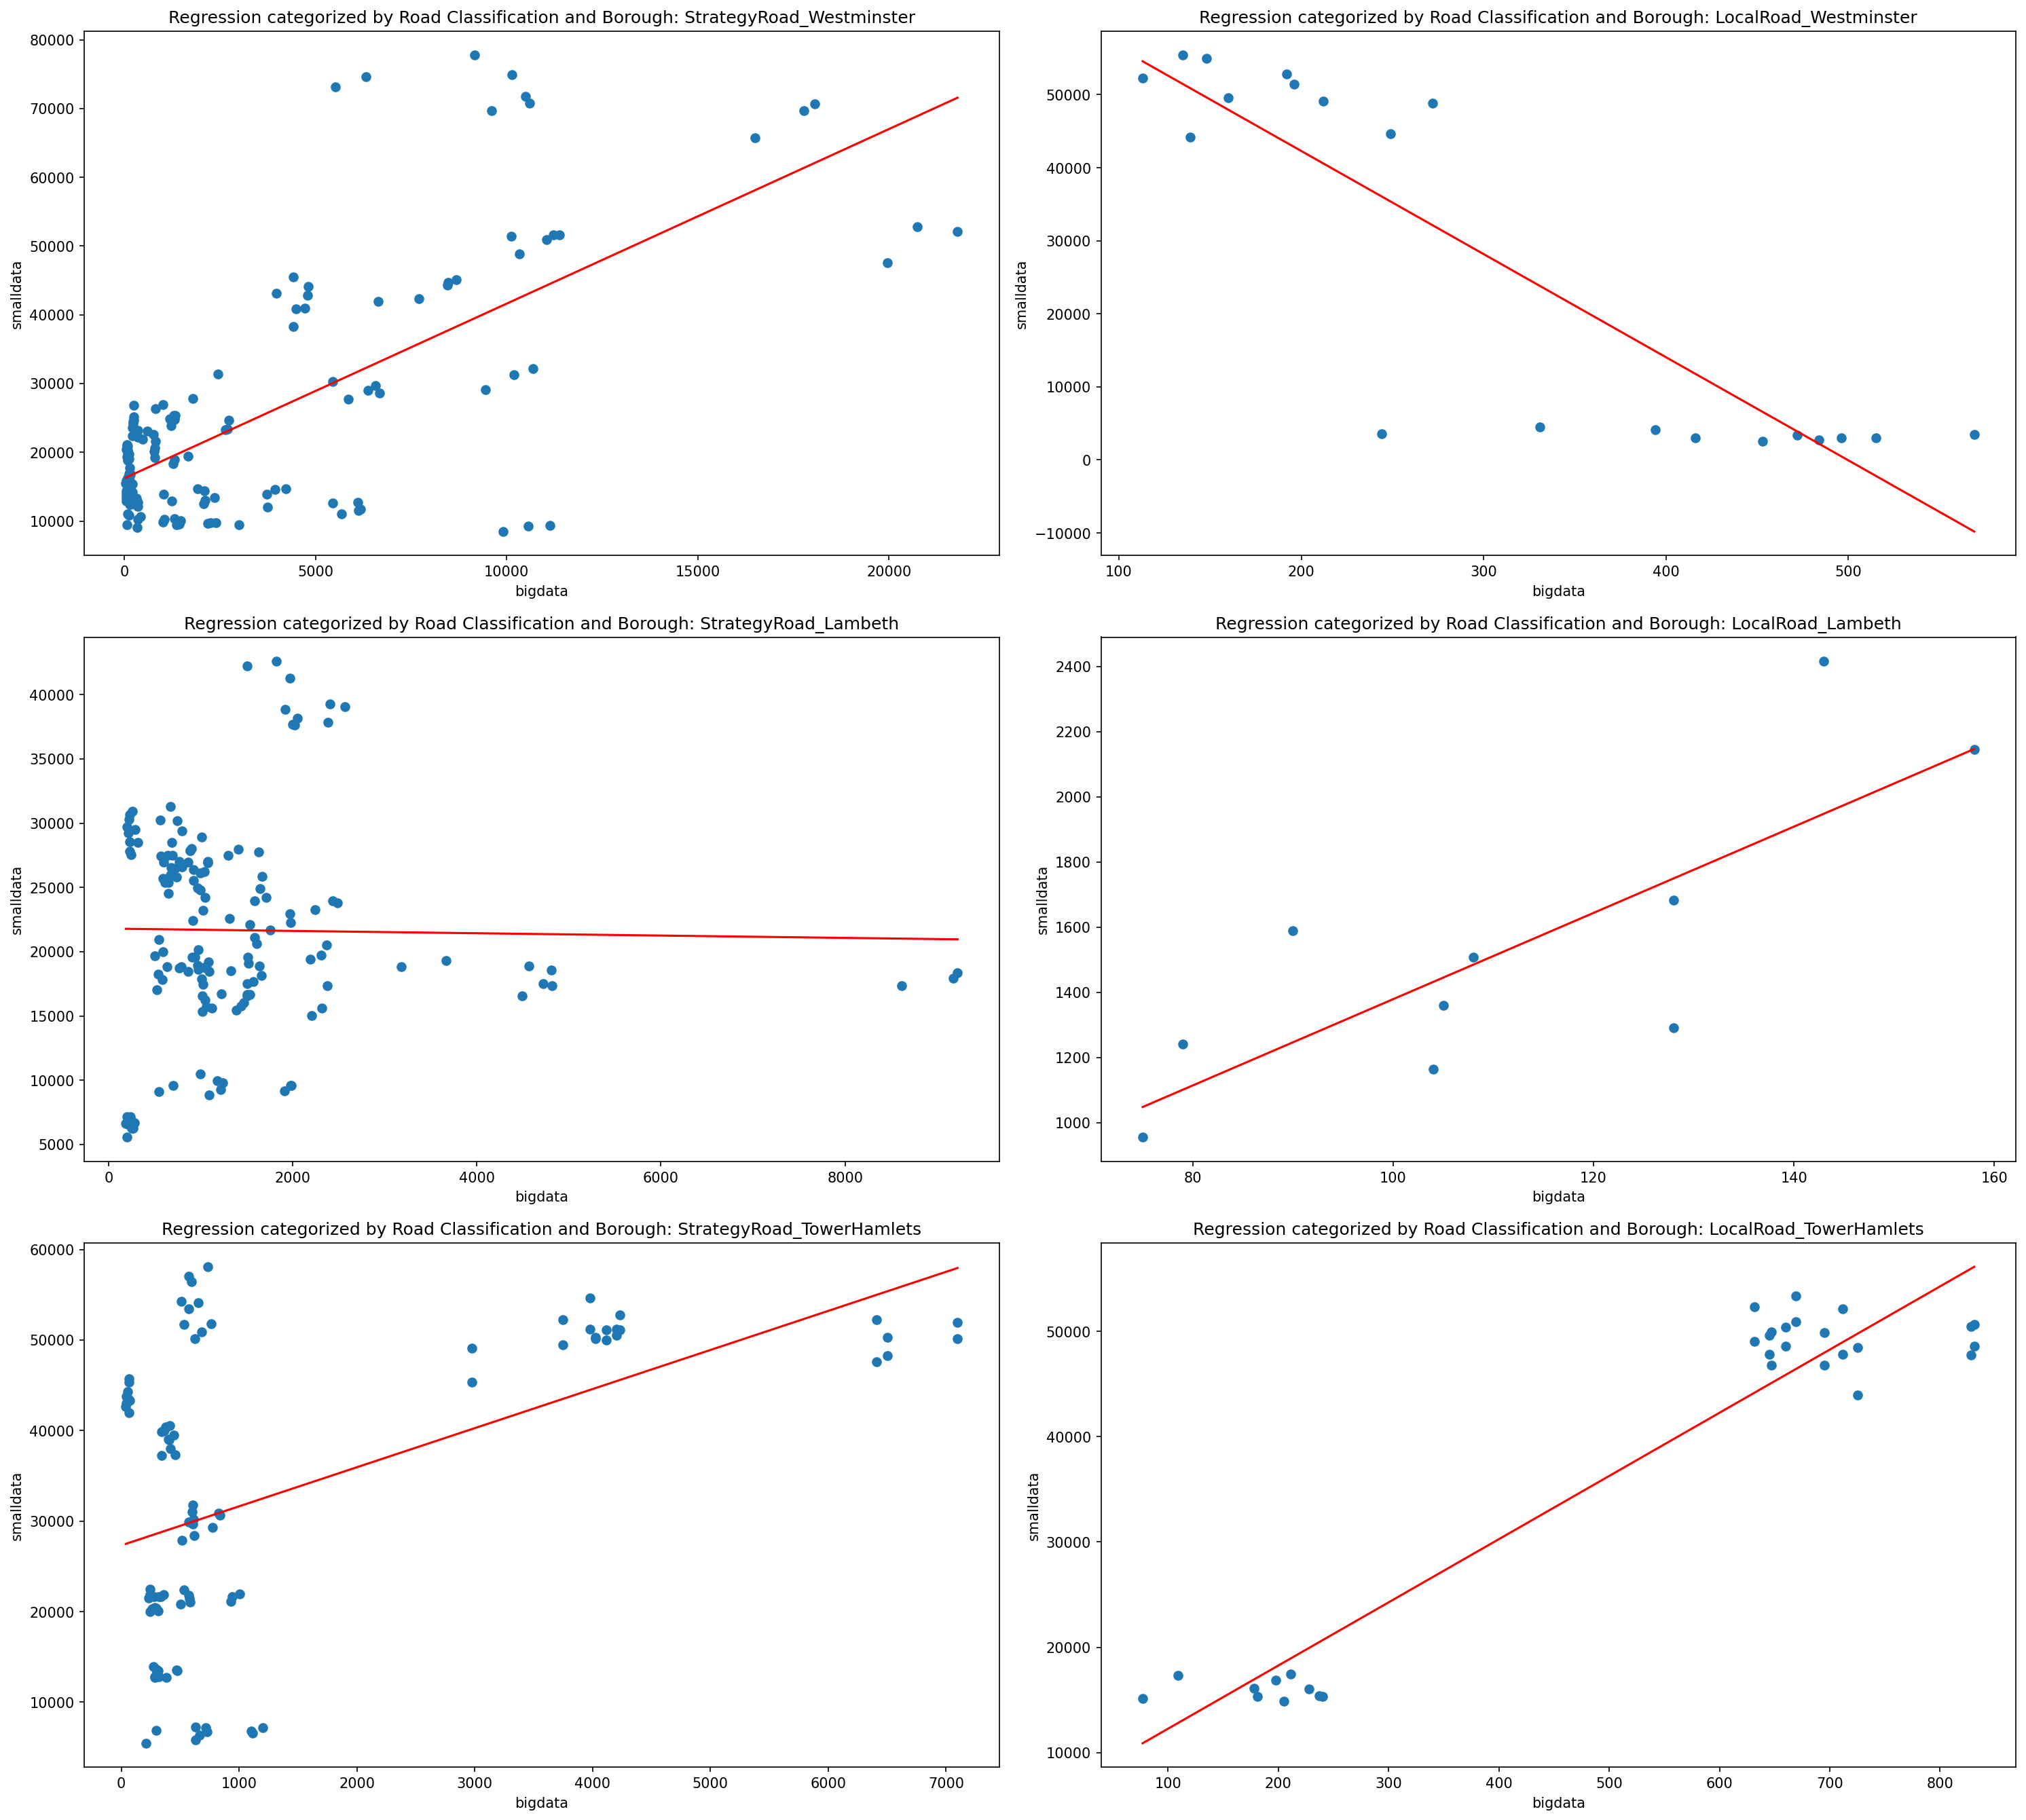 Regression categorized by Road Classification and Borough: StrategyRoad_Westminster
80000
70000
60000
50000
40000
30000
20000
10000
smalldata
0 5000 10000 15000 20000
bigdata
Regression categorized by Road Classification and Borough: LocalRoad_Westminster
50000
40000
30000
20000
10000
0
−10000
smalldata
100 200 300 400 500
bigdata
Regression categorized by Road Classification and Borough: StrategyRoad_Lambeth
40000
35000
30000
25000
20000
15000
10000
5000
smalldata
0 2000 4000 6000 8000
bigdata
Regression categorized by Road Classification and Borough: LocalRoad_Lambeth
2400
2200
2000
1800
1600
1400
1200
1000
smalldata
80 100 120 140 160
bigdata
Regression categorized by Road Classification and Borough: StrategyRoad_TowerHamlets
60000
50000
40000
30000
20000
10000
smalldata
0 1000 2000 3000 4000 5000 6000 7000
bigdata
Regression categorized by Road Classification and Borough: LocalRoad_TowerHamlets
50000
40000
30000
20000
10000
smalldata
100 200 300 400 500 600 700 800
bigdata